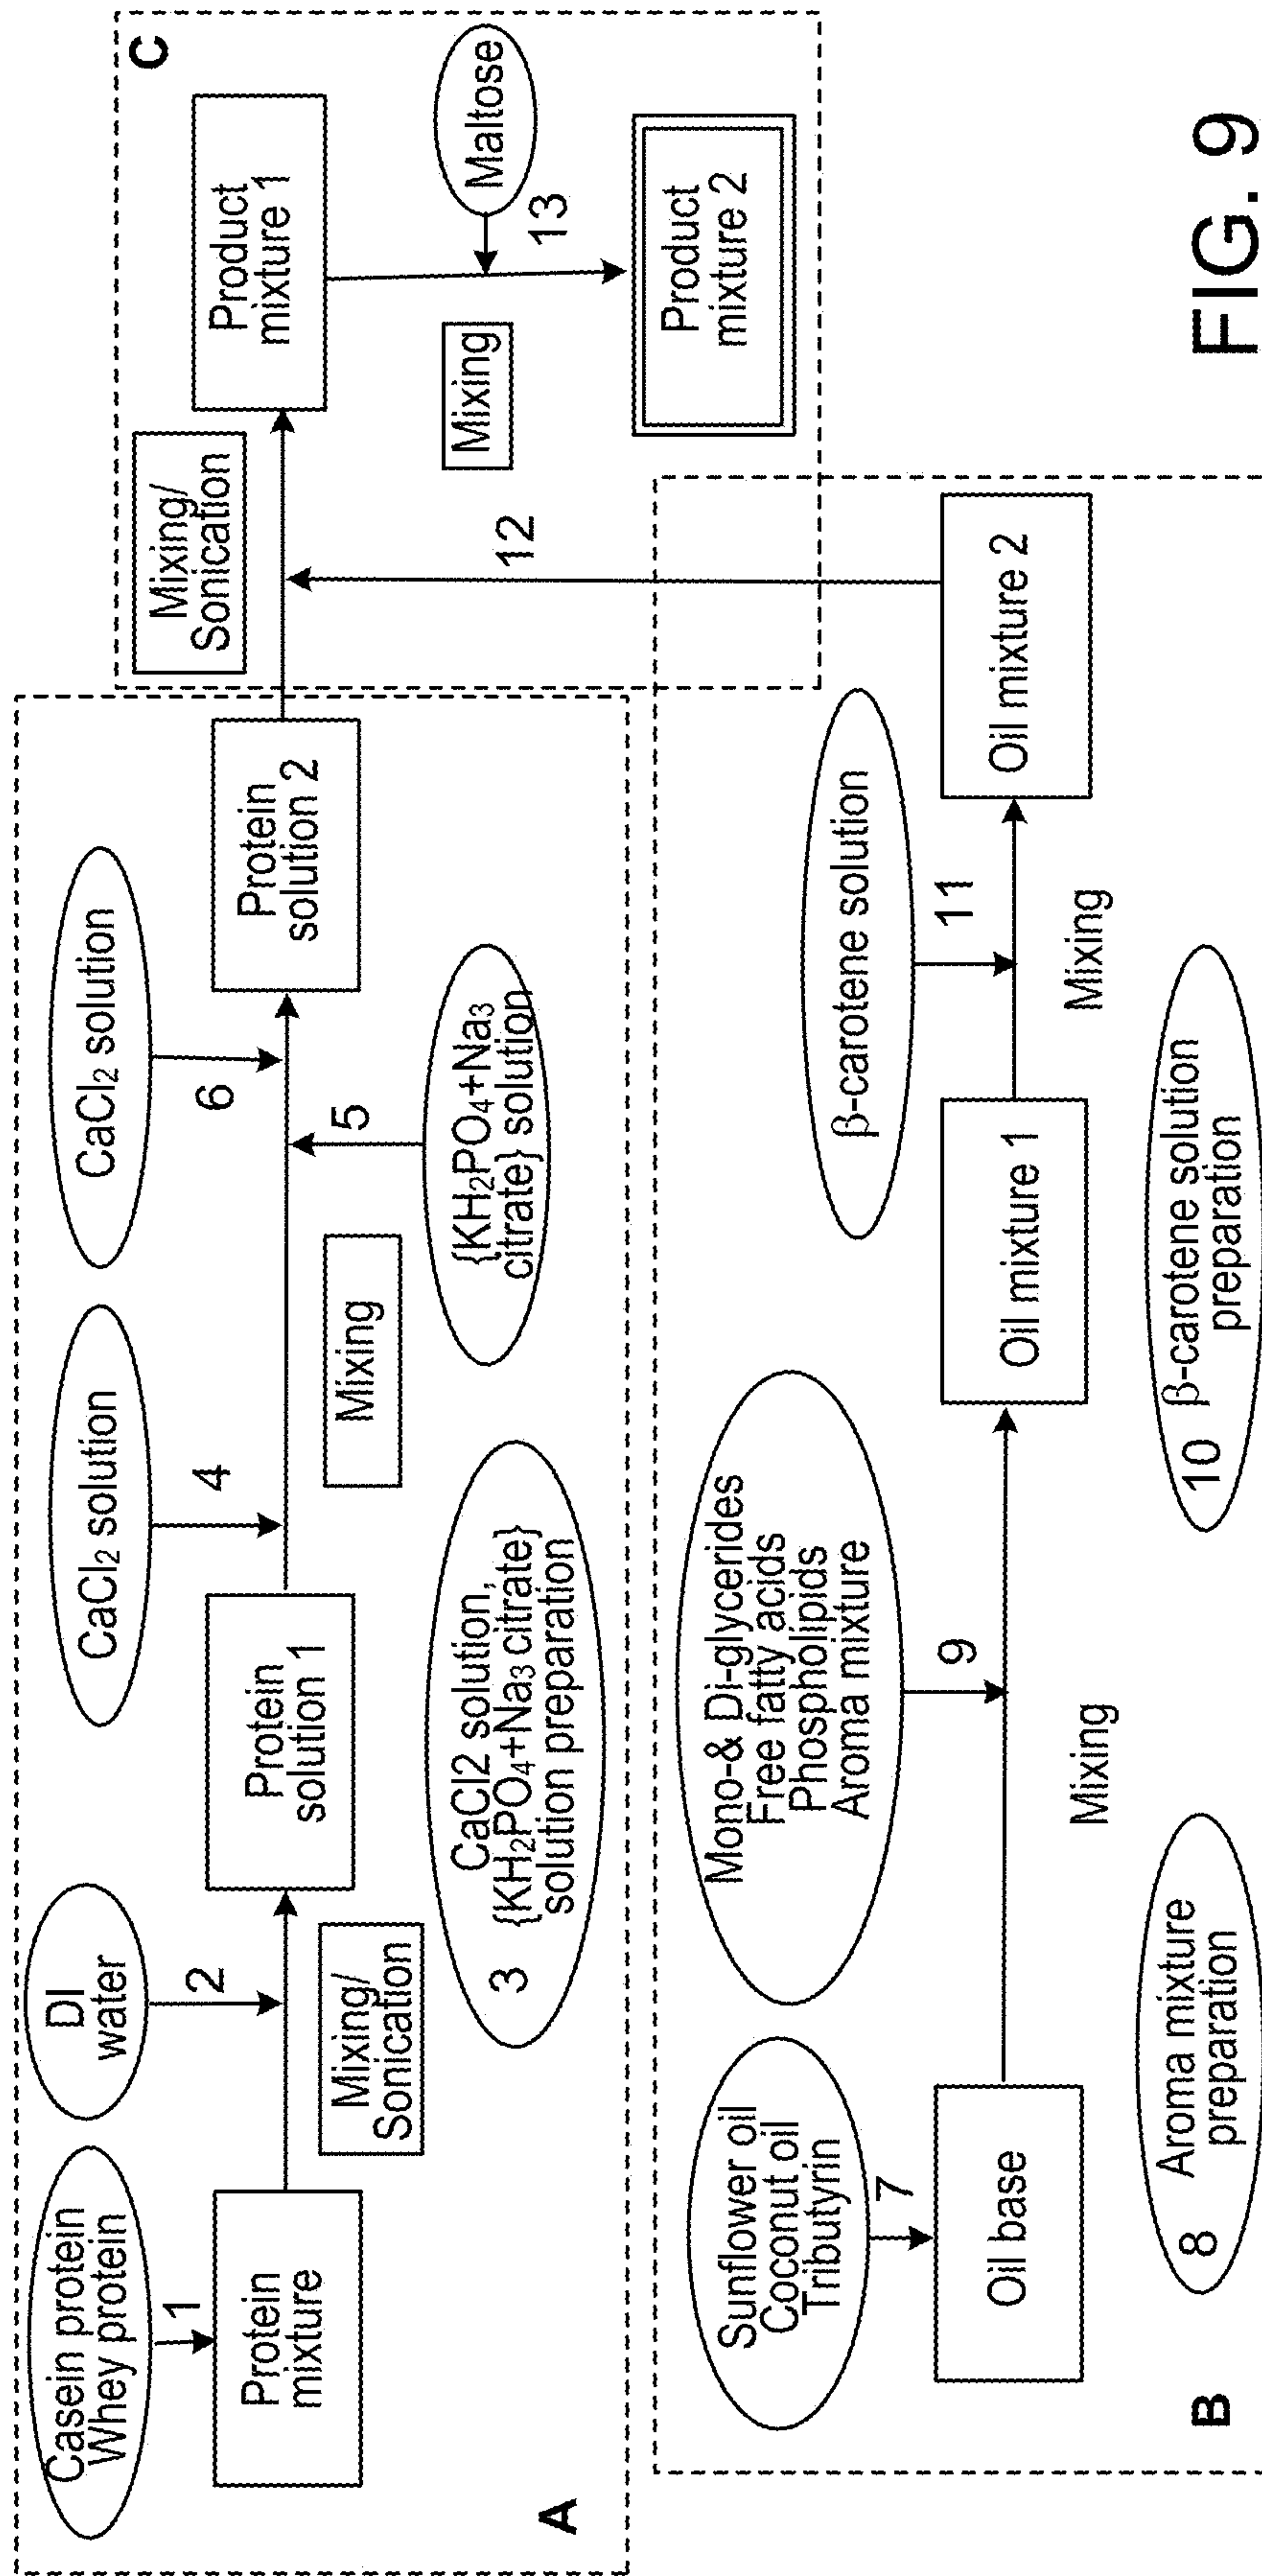 Casein protein
Whey protein
1
Protein
mixture
DI
water
2
Mixing/
Sonication
Protein
solution 1
3
CaCl2 solution,
{KH₂PO₄+Na₃ citrate}
solution preparation
CaCl₂ solution
4
Mixing
CaCl₂ solution
6
5
{KH₂PO₄+Na₃
citrate} solution
Protein
solution 2
A
Sunflower oil
Coconut oil
Tributyrin
7
Oil base
8
Aroma mixture
preparation
Mono-& Di-glycerides
Free fatty acids
Phospholipids
Aroma mixture
9
Mixing
Oil mixture 1
10
β-carotene solution
preparation
β-carotene solution
11
Mixing
Oil mixture 2
B
12
Mixing/
Sonication
Product
mixture 1
C
Maltose
13
Mixing
Product
mixture 2
FIG. 9